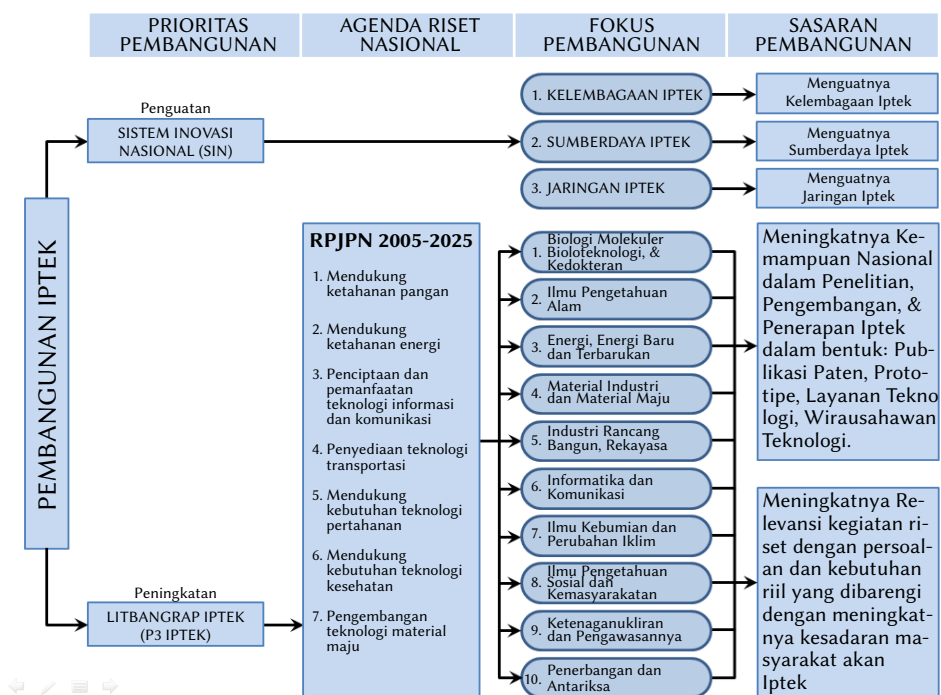 PRIORITAS
PEMBANGUNAN
AGENDA RISET
NASIONAL
FOKUS
PEMBANGUNAN
SASARAN
PEMBANGUNAN
PEMBANGUNAN IPTEK
Penguatan
SISTEM INOVASI
NASIONAL (SIN)
1. KELEMBAGAAN IPTEK
2. SUMBERDAYA IPTEK
3. JARINGAN IPTEK
Menguatnya
Kelembagaan Iptek
Menguatnya
Sumberdaya Iptek
Menguatnya
Jaringan Iptek
Peningkatan
LITBANGRAP IPTEK
(P3 IPTEK)
RPJPN 2005-2025
1. Mendukung
ketahanan pangan
2. Mendukung
ketahanan energi
3. Penciptaan dan
pemanfaatan
teknologi informasi
dan komunikasi
4. Penyediaan teknologi
transportasi
5. Mendukung
kebutuhan teknologi
pertahanan
6. Mendukung
kebutuhan teknologi
kesehatan
7. Pengembangan
teknologi material
maju
1. Biologi Molekuler
Bioloteknologi, &
Kedokteran
2. Ilmu Pengetahuan
Alam
3. Energi, Energi Baru
dan Terbarukan
4. Material Industri
dan Material Maju
5. Industri Rancang
Bangun, Rekayasa
6. Informatika dan
Komunikasi
7. Ilmu Kebumian dan
Perubahan Iklim
8. Ilmu Pengetahuan
Sosial dan
Kemasyarakatan
9. Ketenaganukliran
dan Pengawasannya
10. Penerbangan dan
Antariksa
Meningkatnya Ke-
mampuan Nasional
dalam Penelitian,
Pengembangan, &
Penerapan Iptek
dalam bentuk: Pub-
likasi Paten, Proto-
tipe, Layanan Tekno
logi, Wirausahawan
Teknologi.
Meningkatnya Re-
levansi kegiatan ri-
set dengan persoal-
an dan kebutuhan
riil yang dibarengi
dengan meningkat-
nya kesadaran ma-
syarakat akan
Iptek